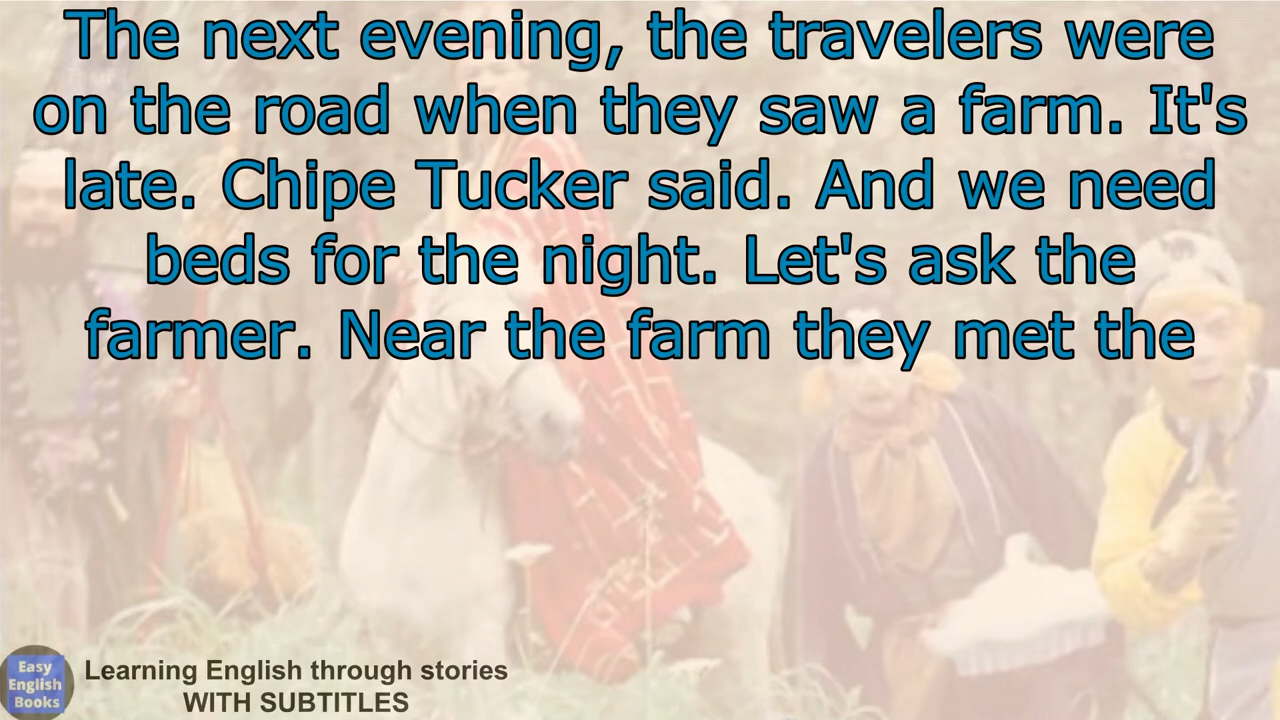 The next evening, the travelers were
on the road when they saw a farm. It's
late. Chipe Tucker said. And we need
beds for the night. Let's ask the
farmer. Near the farm they met the
Easy
English
Books
Learning English through stories
WITH SUBTITLES